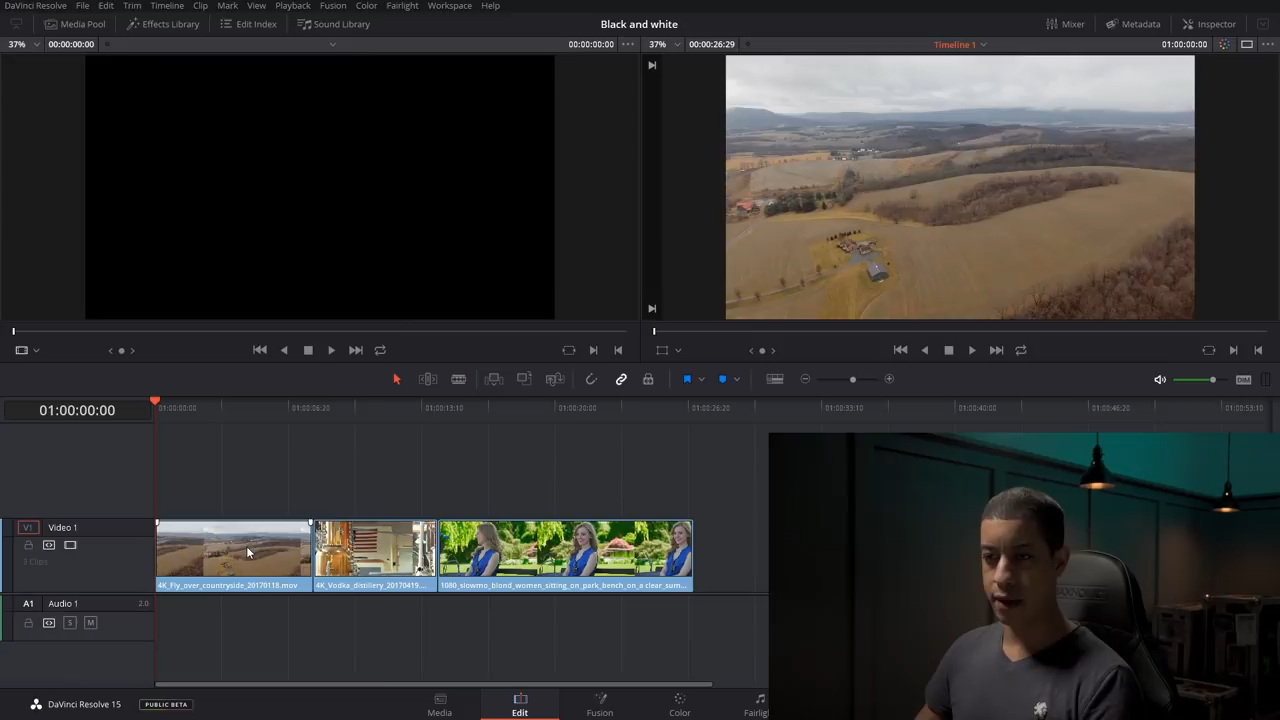 DaVinci Resolve File Edit Trim Timeline Clip Mark View Playback Fusion Color Fairlight Workspace Help
Media Pool Effects Library Edit Index Sound Library Black and white Mixer Metadata Inspector
37% 00:00:00:00 00:00:00:00 37% 00:00:26:29 Timeline 1 01:00:00:00
DIM
01:00:00:00 01:00:00:00 01:00:06:20 01:00:13:10 01:00:20:00 01:00:26:20 01:00:33:10 01:00:40:00 01:00:46:20 01:00:53:10
V1 Video 1
3 Clips
4K_Fly_over_countryside_20170118.mov 4K_Vodka_distillery_20170419... 1080_slowmo_blond_women_sitting_on_park_bench_on_a clear_sum...
A1 Audio 1 2.0
S M
DaVinci Resolve 15 PUBLIC BETA Media Edit Fusion Color Fairlig